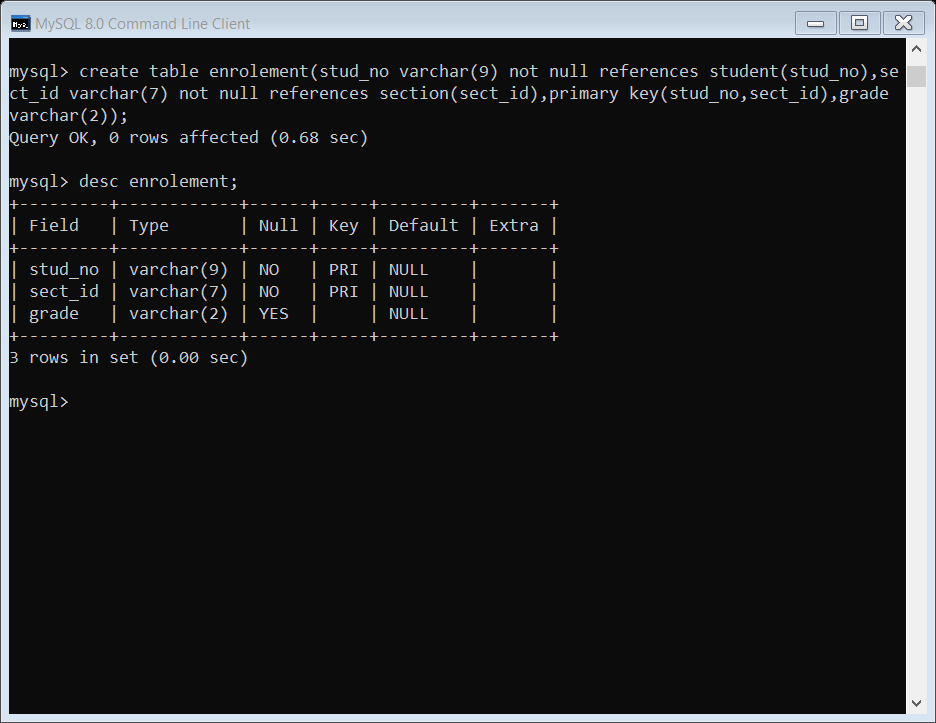 MySQL 8.0 Command Line Client
mysql> create table enrolement(stud_no varchar(9) not null references student(stud_no),se
ct_id varchar(7) not null references section(sect_id),primary key(stud_no,sect_id),grade
varchar(2));
Query OK, 0 rows affected (0.68 sec)
mysql> desc enrolement;
+---------+------------+------+-----+---------+-------+
| Field   | Type       | Null | Key | Default | Extra |
+---------+------------+------+-----+---------+-------+
| stud_no | varchar(9) | NO   | PRI | NULL    |       |
| sect_id | varchar(7) | NO   | PRI | NULL    |       |
| grade   | varchar(2) | YES  |     | NULL    |       |
+---------+------------+------+-----+---------+-------+
3 rows in set (0.00 sec)
mysql>